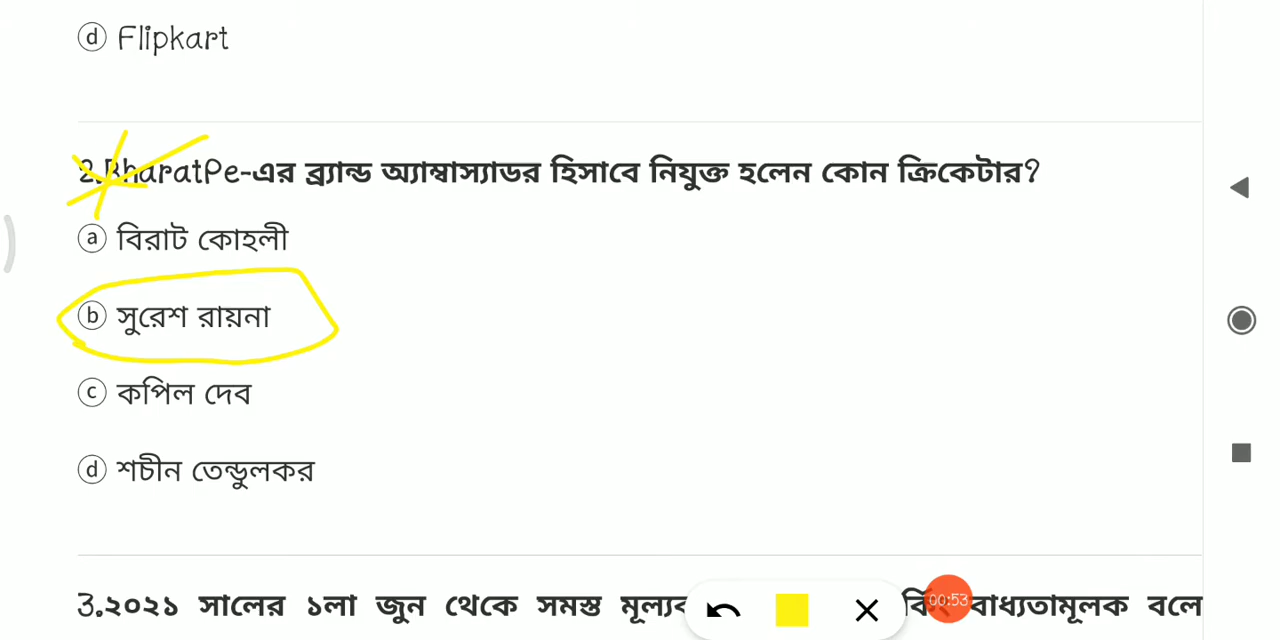 ⓓ Flipkart
2.BharatPe-এর ব্র্যান্ড অ্যাম্বাস্যাডর হিসাবে নিযুক্ত হলেন কোন ক্রিকেটার?
ⓐ বিরাট কোহলী
ⓑ সুরেশ রায়না
ⓒ কপিল দেব
ⓓ শচীন তেন্ডুলকর
3.২০২১ সালের ১লা জুন থেকে সমস্ত বাধ্যতামূলক বলে
00:53